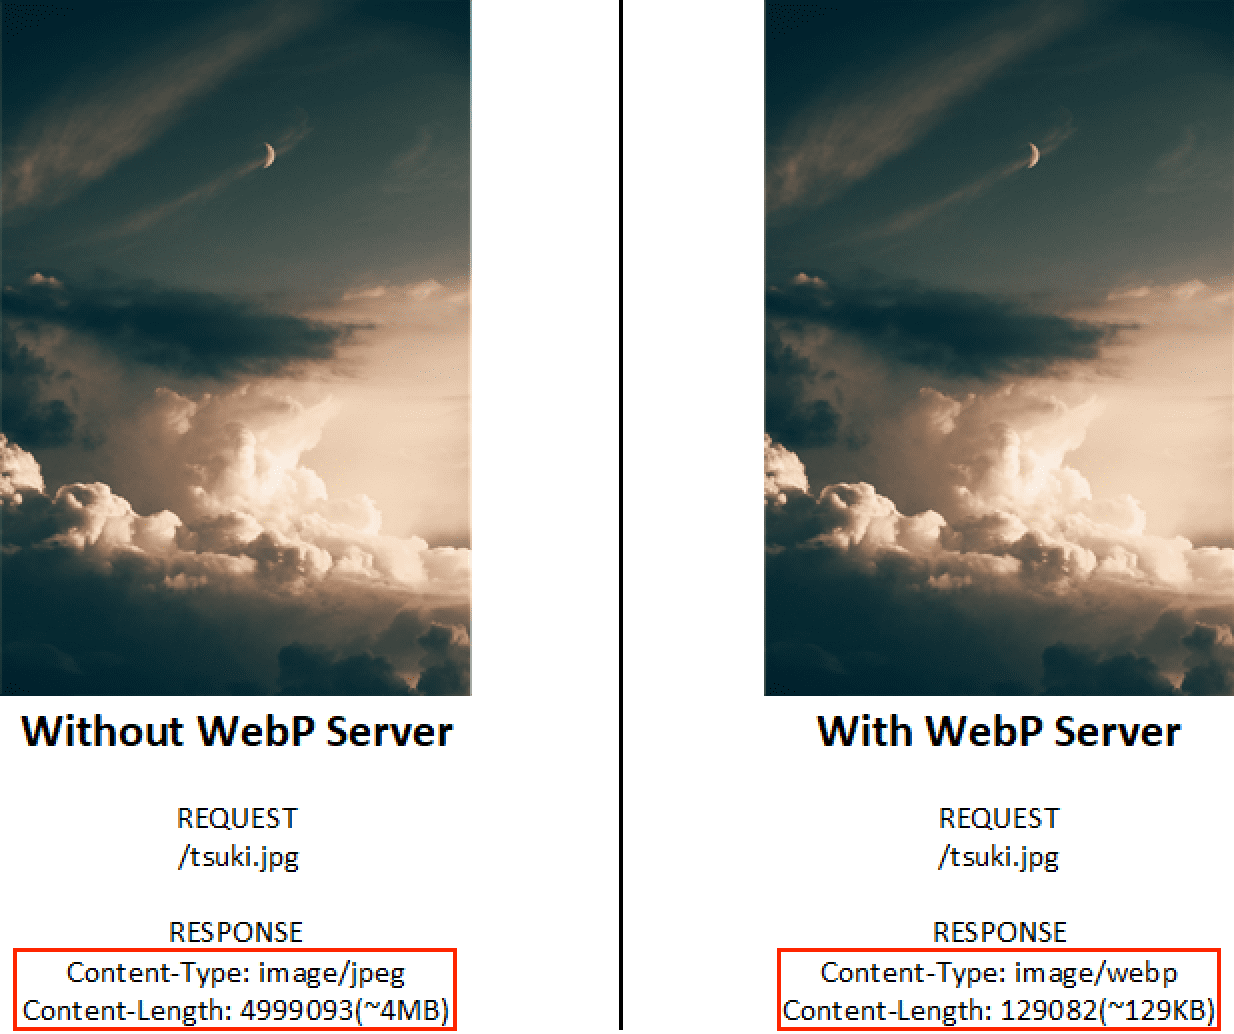 Without WebP Server
REQUEST
/tsuki.jpg
RESPONSE
Content-Type: image/jpeg
Content-Length: 4999093(~4MB)
With WebP Server
REQUEST
/tsuki.jpg
RESPONSE
Content-Type: image/webp
Content-Length: 129082(~129KB)